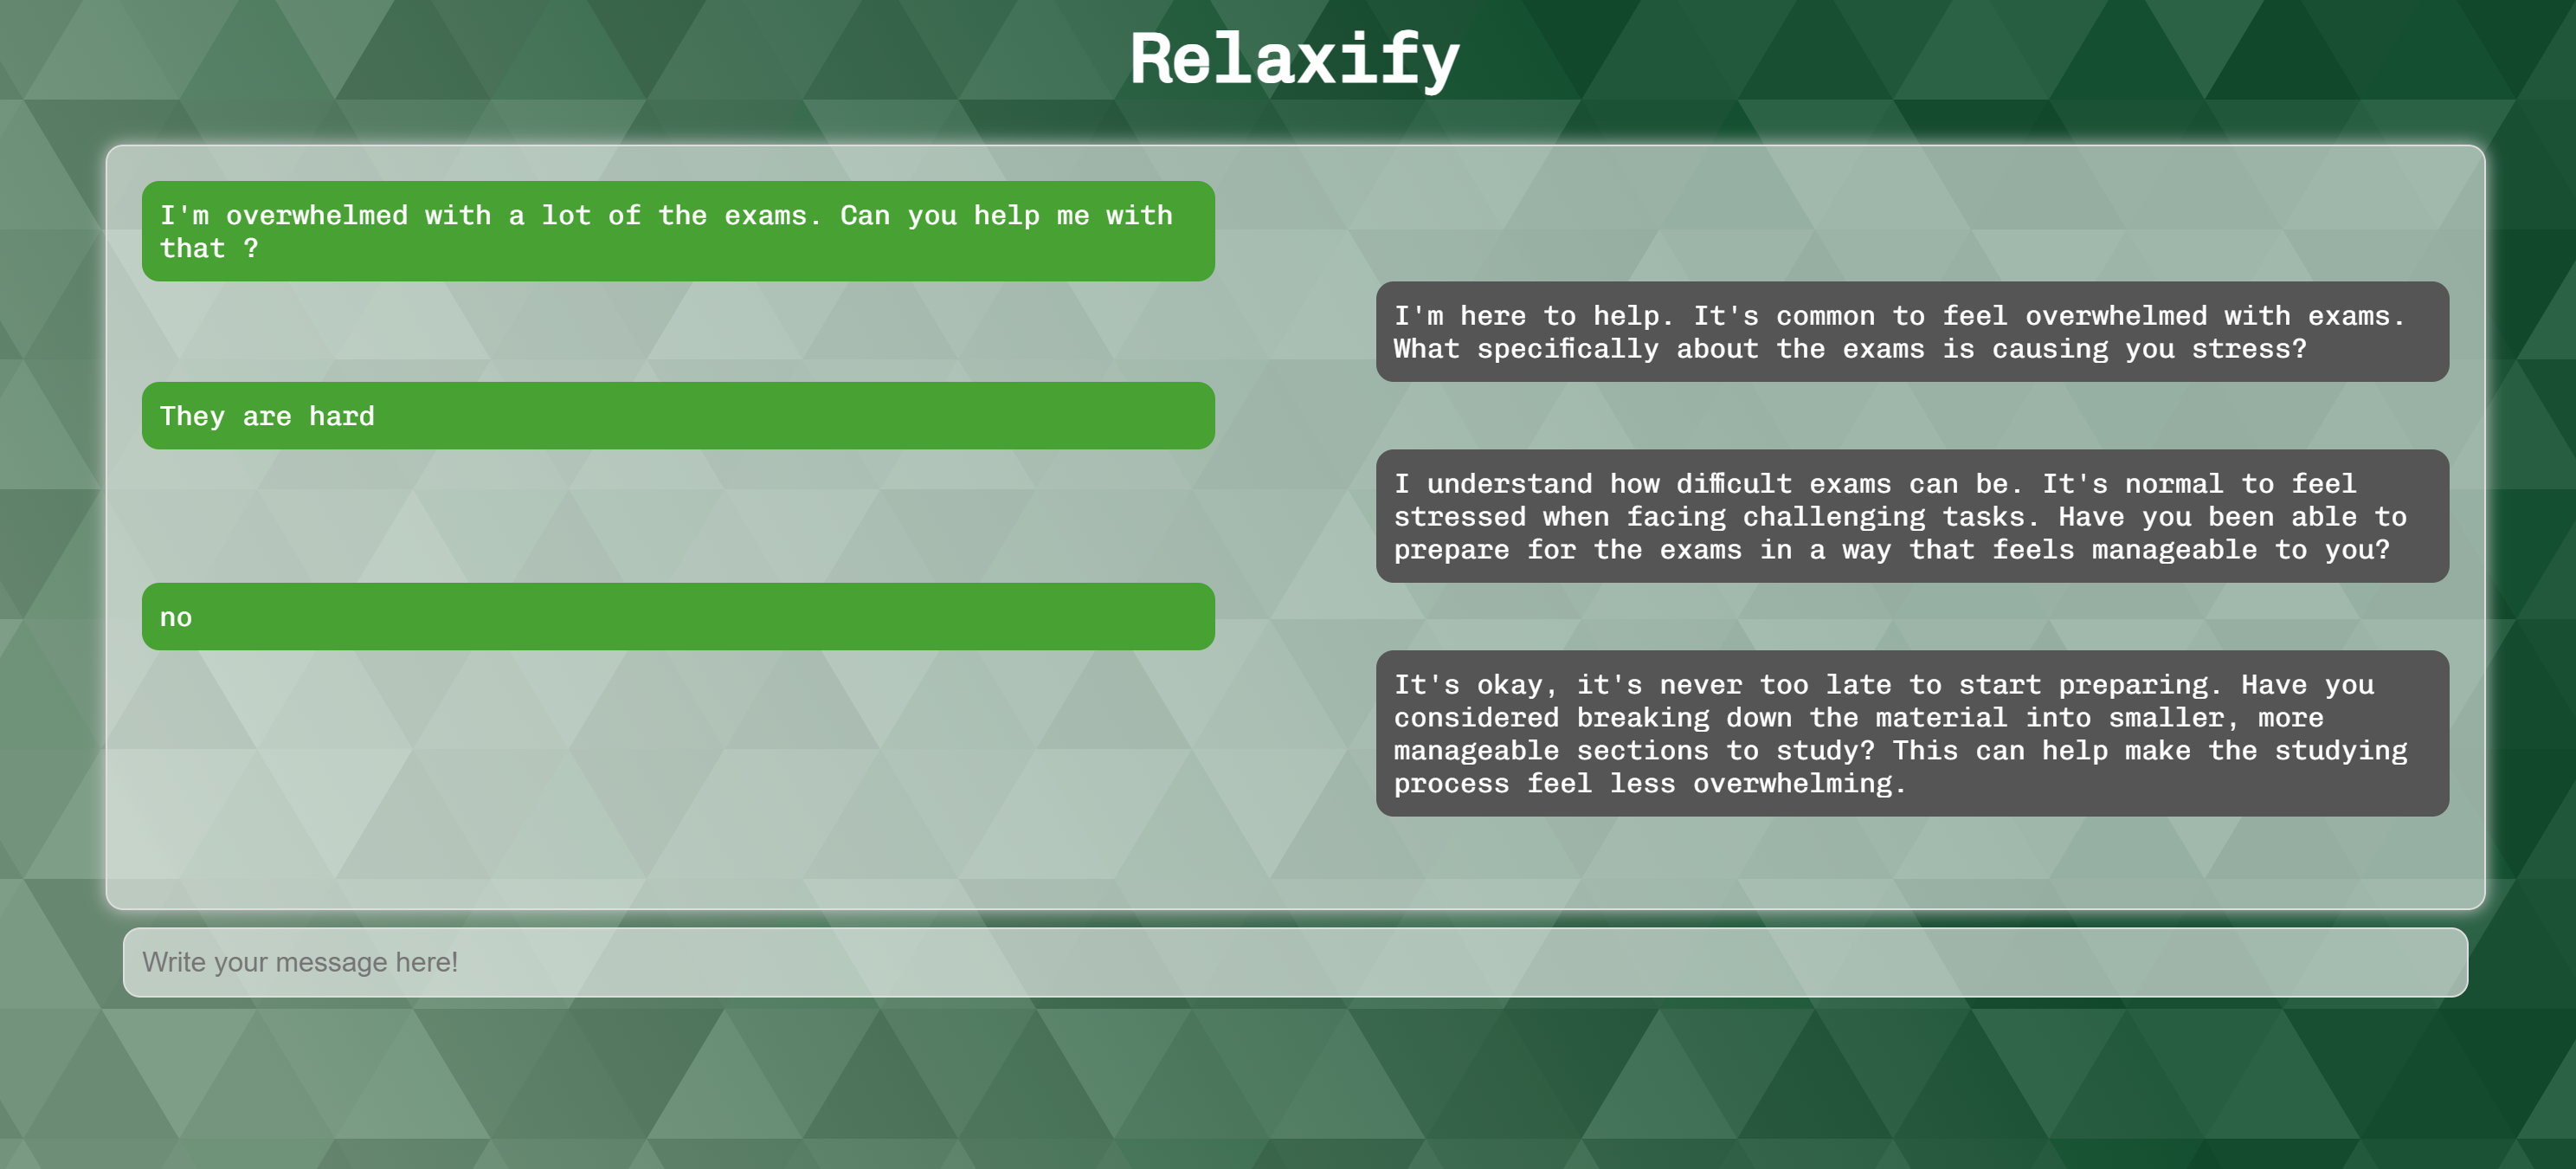 Relaxify
I'm overwhelmed with a lot of the exams. Can you help me with
that ?
I'm here to help. It's common to feel overwhelmed with exams.
What specifically about the exams is causing you stress?
They are hard
I understand how difficult exams can be. It's normal to feel
stressed when facing challenging tasks. Have you been able to
prepare for the exams in a way that feels manageable to you?
no
It's okay, it's never too late to start preparing. Have you
considered breaking down the material into smaller, more
manageable sections to study? This can help make the studying
process feel less overwhelming.
Write your message here!